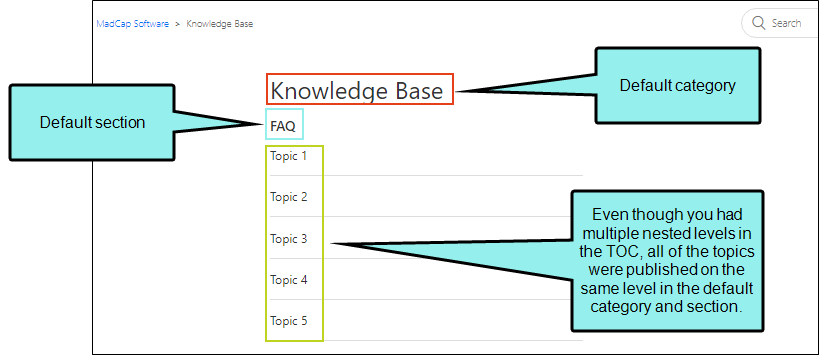 MadCap Software > Knowledge Base
Search
Knowledge Base
Default category
Default section
FAQ
Topic 1
Topic 2
Topic 3
Topic 4
Topic 5
Even though you had
multiple nested levels in
the TOC, all of the topics
were published on the
same level in the default
category and section.